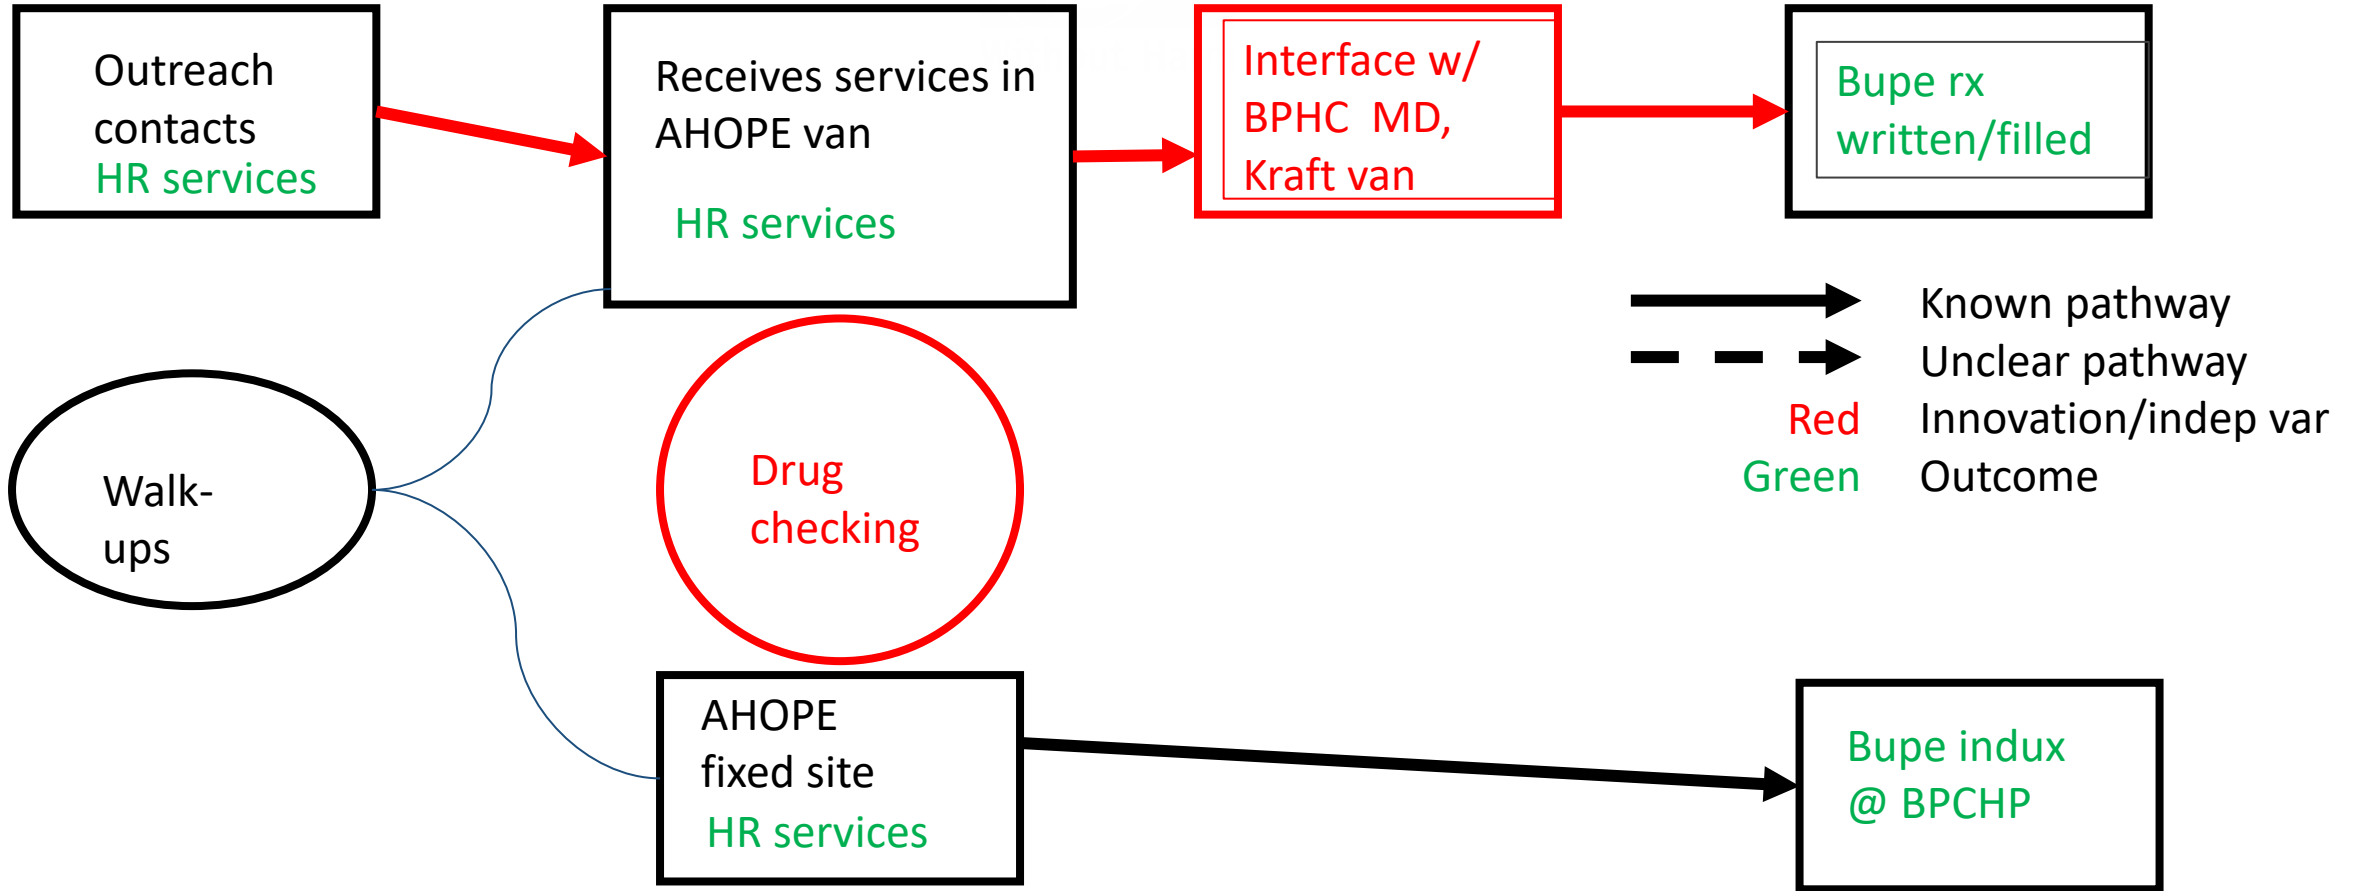 Outreach
contacts
HR services
Receives services in
AHOPE van
HR services
Interface w/
BPHC MD,
Kraft van
Bupe rx
written/filled
Known pathway
Unclear pathway
Red Innovation/indep var
Green Outcome
Walk-
ups
Drug
checking
AHOPE
fixed site
HR services
Bupe indux
@ BPCHP